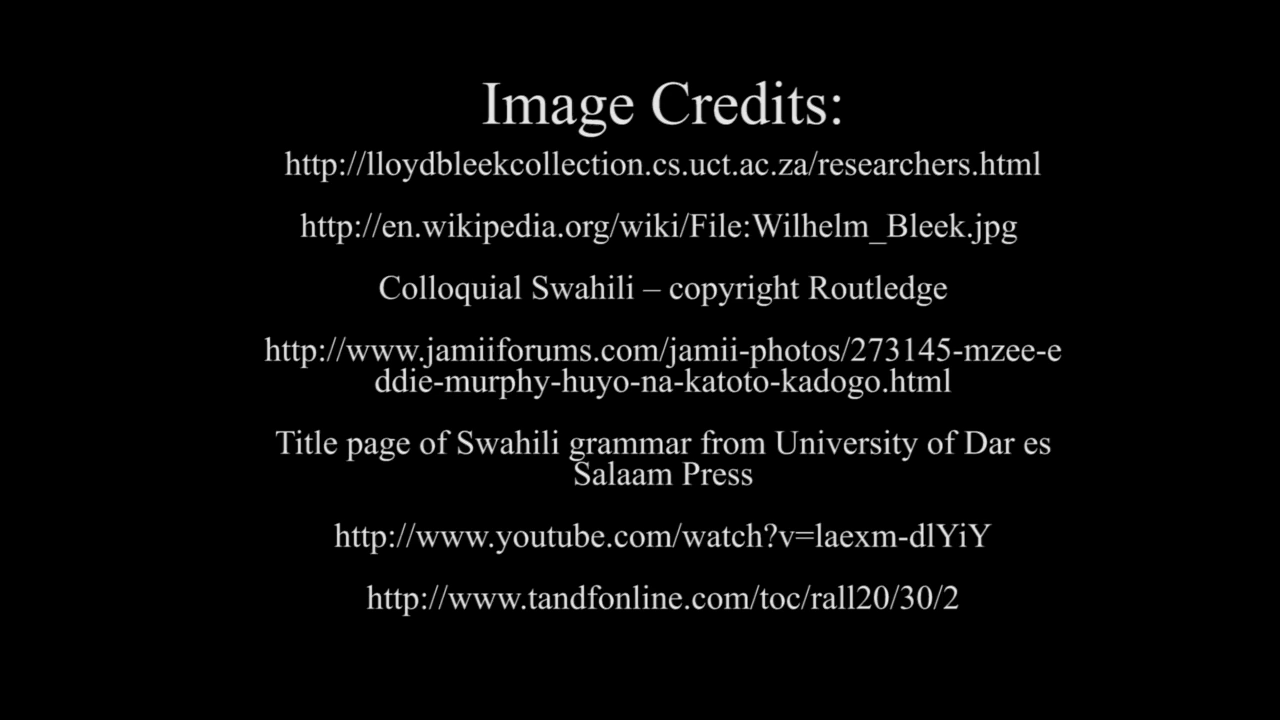 Image Credits:
http://lloydbleekcollection.cs.uct.ac.za/researchers.html
http://en.wikipedia.org/wiki/File:Wilhelm_Bleek.jpg
Colloquial Swahili – copyright Routledge
http://www.jamiiforums.com/jamii-photos/273145-mzee-e
ddie-murphy-huyo-na-katoto-kadogo.html
Title page of Swahili grammar from University of Dar es
Salaam Press
http://www.youtube.com/watch?v=laexm-dlYiY
http://www.tandfonline.com/toc/rall20/30/2